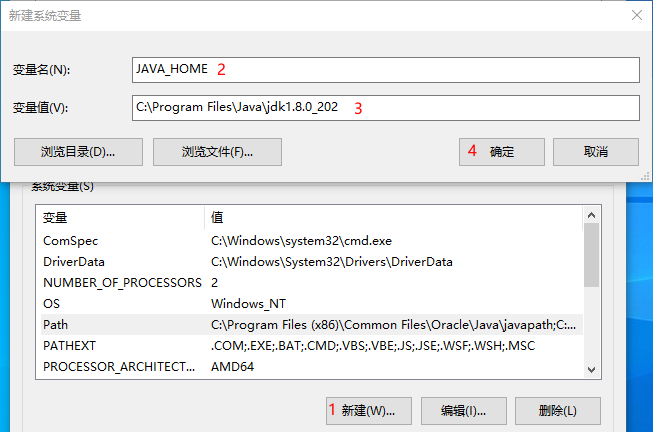 新建系统变量
变量名(N): JAVA_HOME 2
变量值(V): C:\Program Files\Java\jdk1.8.0_202 3
浏览目录(D)... 浏览文件(F)... 4 确定 取消
系统变量(S)
变量 值
ComSpec C:\Windows\system32\cmd.exe
DriverData C:\Windows\System32\Drivers\DriverData
NUMBER_OF_PROCESSORS 2
OS Windows_NT
Path C:\Program Files (x86)\Common Files\Oracle\Java\javapath;C:...
PATHEXT .COM;.EXE;.BAT;.CMD;.VBS;.VBE;.JS;.JSE;.WSF;.WSH;.MSC
PROCESSOR_ARCHITECT... AMD64
1 新建(W)... 编辑(I)... 删除(L)